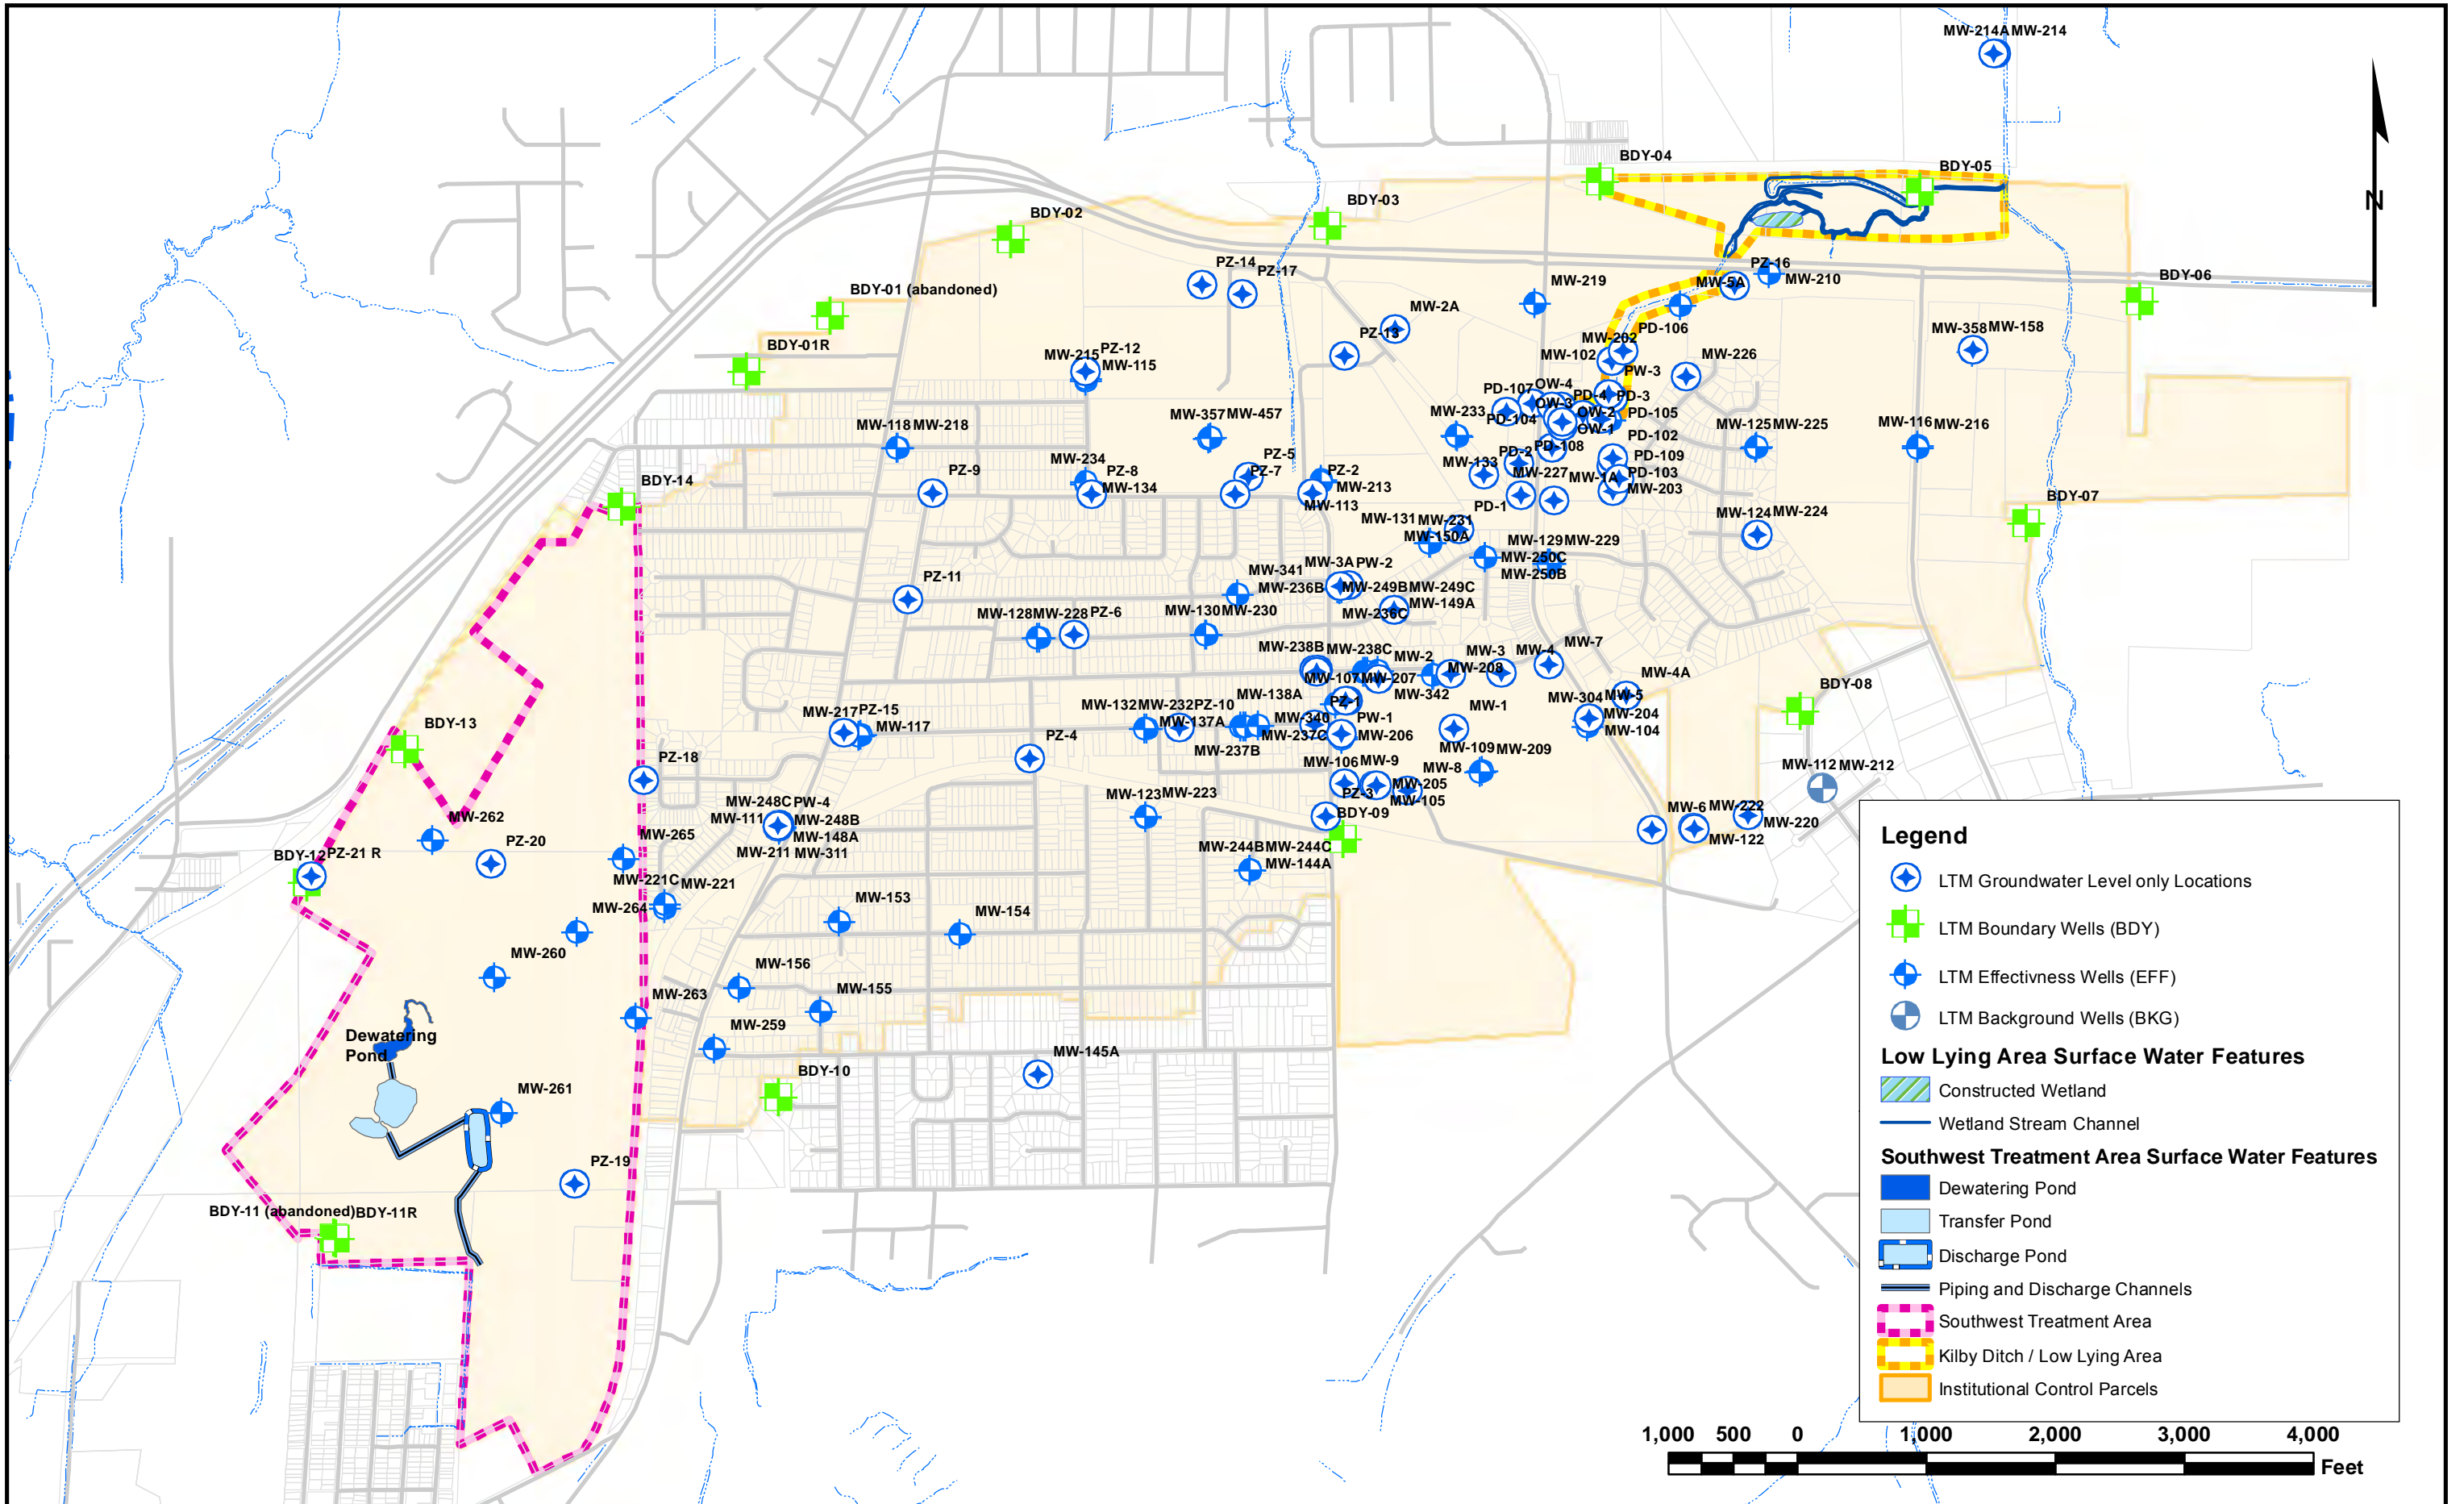 MW-214A MW-214
BDY-04
BDY-05
N
BDY-02
BDY-03
PZ-14
PZ-17
PZ-16
MW-5A
MW-210
BDY-06
MW-219
BDY-01 (abandoned)
MW-2A
PZ-13
PD-106
MW-202
MW-358 MW-158
BDY-01R
PZ-12
MW-215
MW-115
MW-102
MW-226
PW-3
OW-4
PD-107
PD-4
PD-3
OW-3
OW-2
PD-105
PD-104
OW-1
MW-233
MW-357 MW-457
MW-118 MW-218
MW-125 MW-225
MW-116 MW-216
PD-102
PD-108
PD-2
PD-109
MW-133
MW-227
MW-1A
PD-103
MW-203
PZ-5
PZ-7
PZ-2
MW-213
MW-113
MW-234
PZ-8
MW-134
PZ-9
BDY-14
BDY-07
PD-1
MW-124 MW-224
MW-131 MW-231
MW-150A
MW-129 MW-229
MW-250C
MW-250B
MW-3A PW-2
MW-341
MW-236B
MW-249B MW-249C
MW-149A
MW-236C
PZ-11
MW-128 MW-228 PZ-6
MW-130 MW-230
MW-238B MW-238C
MW-2
MW-3
MW-4
MW-7
MW-208
MW-107 MW-207
MW-342
MW-4A
BDY-08
MW-304 MW-5
MW-204
MW-104
MW-138A
PZ-1
MW-132 MW-232 PZ-10
MW-137A
MW-340
PW-1
MW-1
MW-237C
MW-206
MW-237B
MW-217 PZ-15
MW-117
PZ-4
BDY-13
PZ-18
MW-109 MW-209
MW-106 MW-9
MW-8
MW-205
MW-105
PZ-3
BDY-09
MW-112 MW-212
MW-6 MW-222
MW-220
MW-122
MW-123 MW-223
MW-248C PW-4
MW-111
MW-248B
MW-148A
MW-211 MW-311
MW-262
MW-265
BDY-12 PZ-21 R
PZ-20
MW-244B MW-244C
MW-144A
MW-221C MW-221
MW-264
MW-153
MW-154
MW-260
MW-156
MW-155
MW-263
MW-259
Dewatering
Pond
MW-145A
BDY-10
MW-261
PZ-19
BDY-11 (abandoned) BDY-11R
Legend
LTM Groundwater Level only Locations
LTM Boundary Wells (BDY)
LTM Effectivness Wells (EFF)
LTM Background Wells (BKG)
Low Lying Area Surface Water Features
Constructed Wetland
Wetland Stream Channel
Southwest Treatment Area Surface Water Features
Dewatering Pond
Transfer Pond
Discharge Pond
Piping and Discharge Channels
Southwest Treatment Area
Kilby Ditch / Low Lying Area
Institutional Control Parcels
1,000 500 0 1,000 2,000 3,000 4,000
Feet